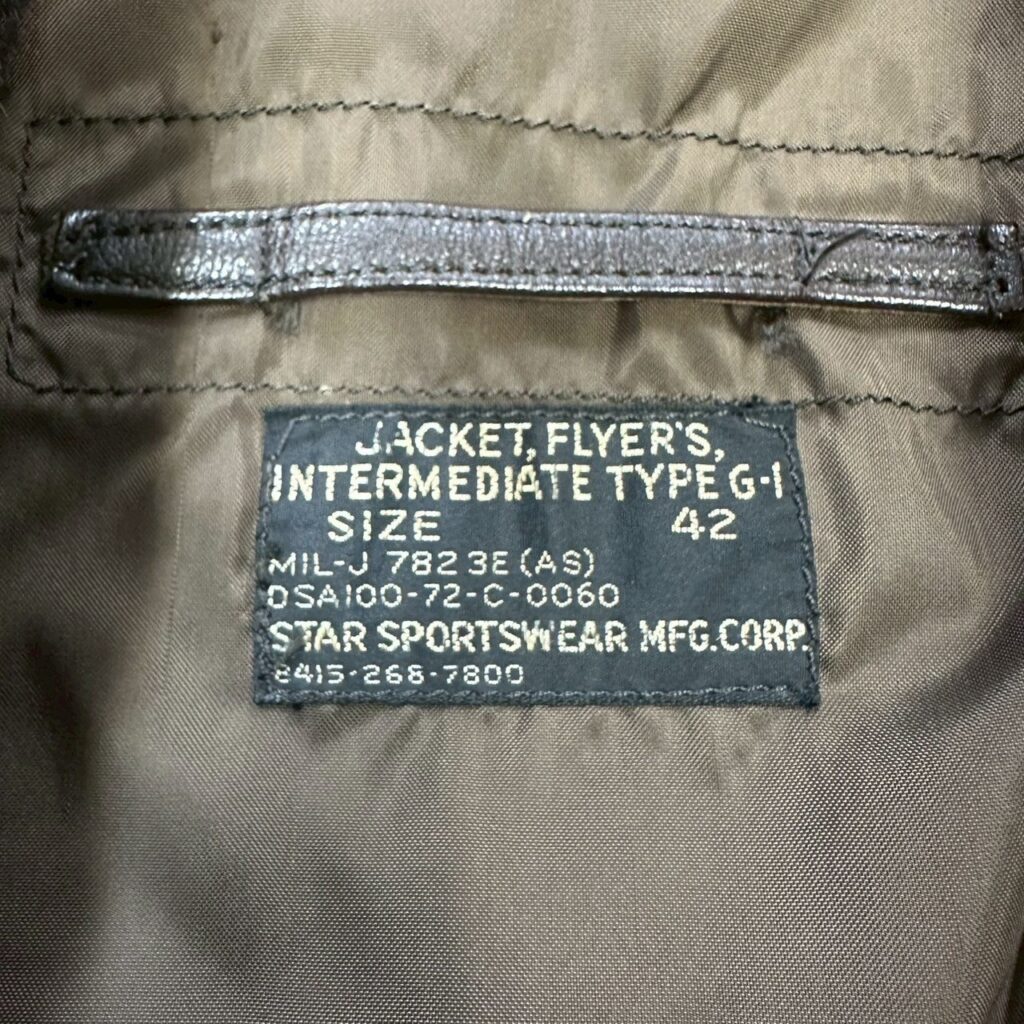 JACKET, FLYER'S,
INTERMEDIATE TYPE G-1
SIZE 42
MIL-J 7823E (AS)
DSA100-72-C-0060
STAR SPORTSWEAR MFG.CORP.
8415-268-7800